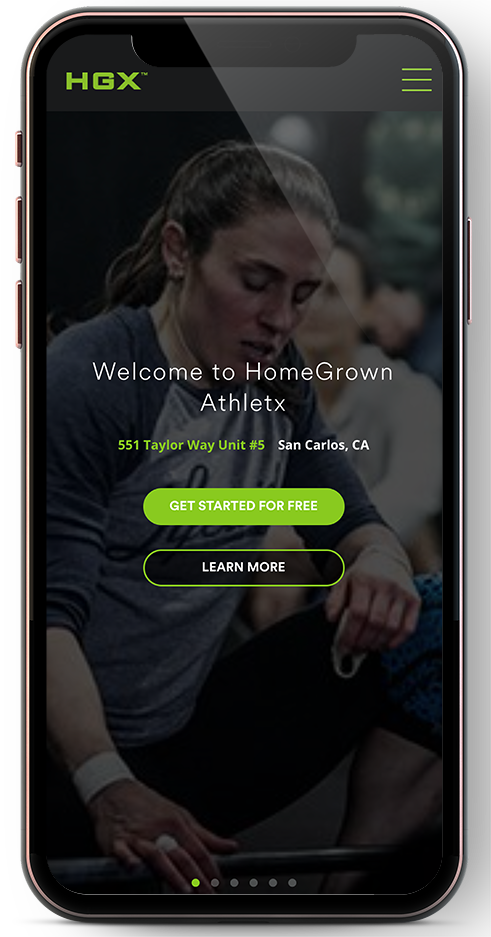 HGX™
Welcome to HomeGrown
Athletx
551 Taylor Way Unit #5 San Carlos, CA
GET STARTED FOR FREE
LEARN MORE